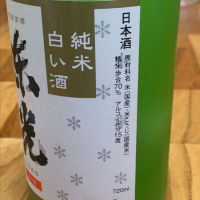 日本酒
原材料名 米(国産)・米こうじ(国産米)
精米歩合70%
アルコール分15度
純米
白い酒
720ml